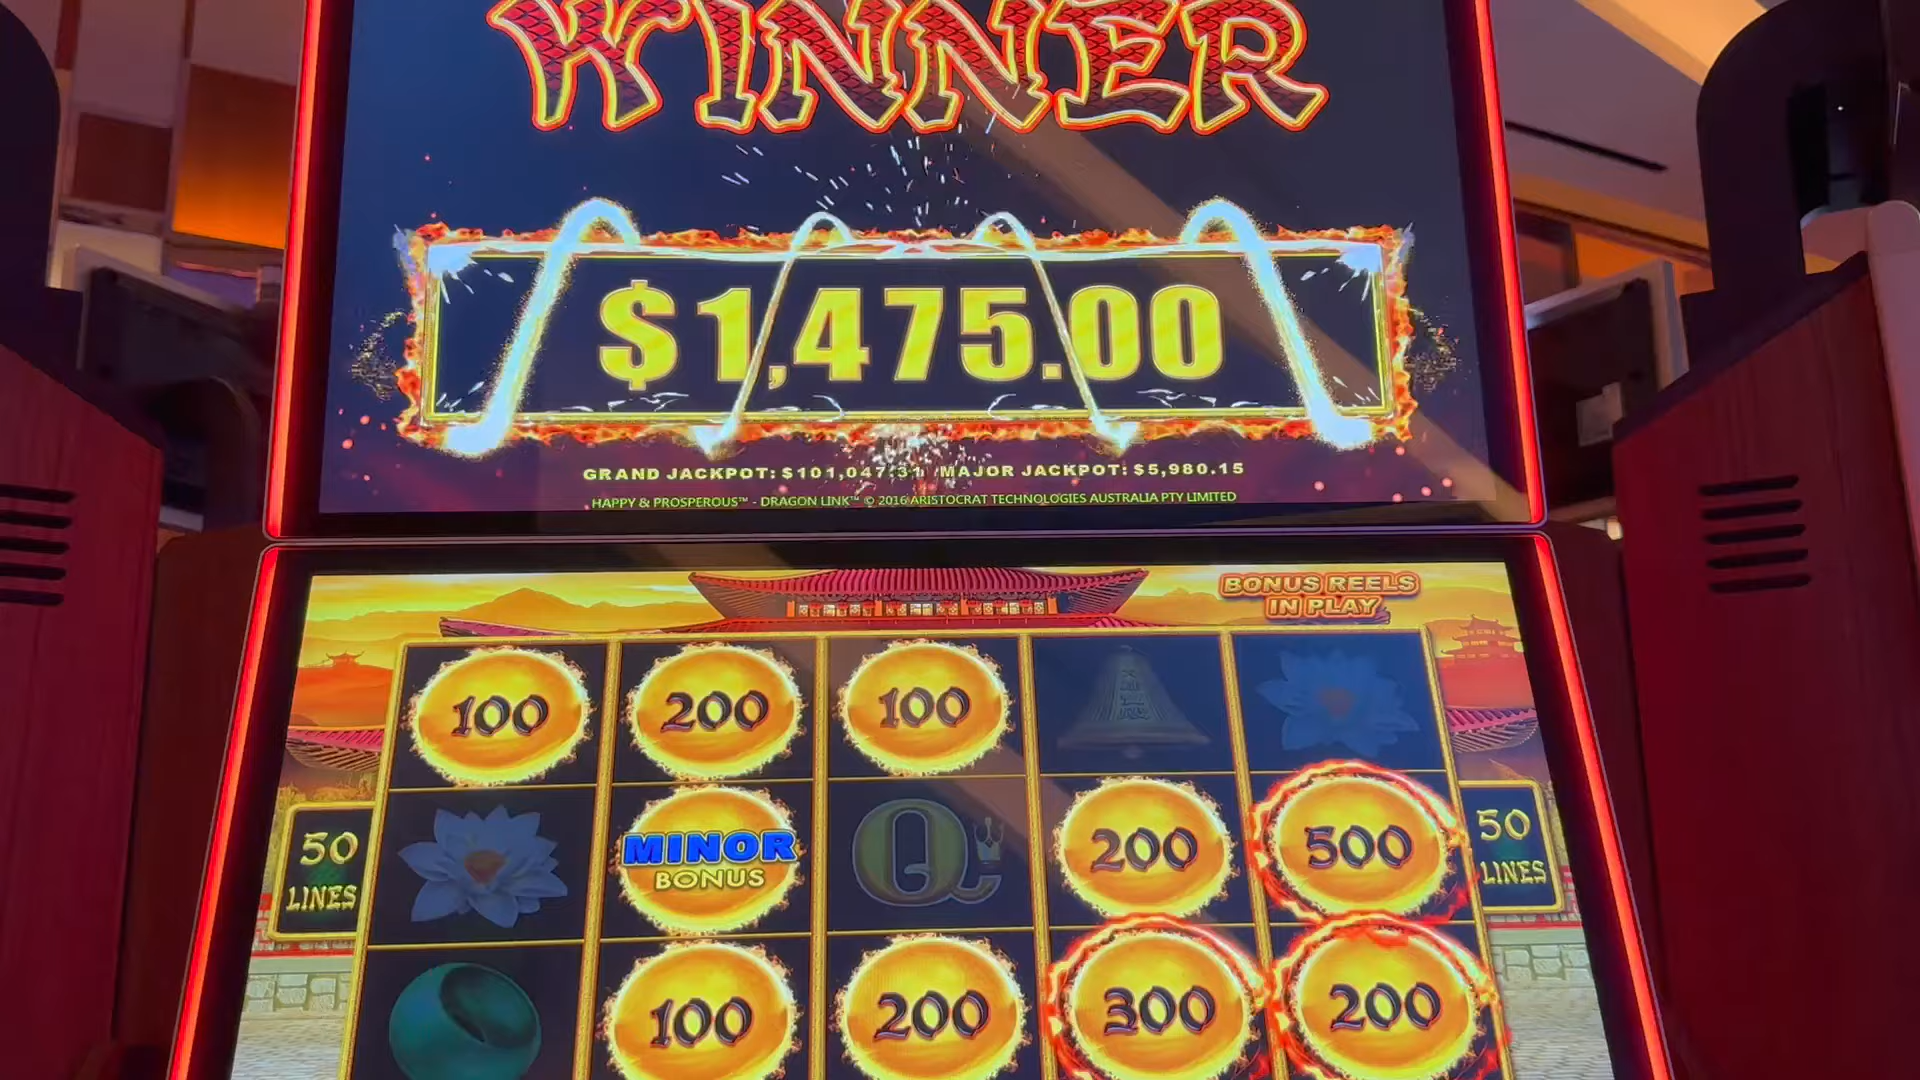 WINNER
$1,475.00
GRAND JACKPOT: $101,047.31 MAJOR JACKPOT: $5,980.15
HAPPY & PROSPEROUS™ - DRAGON LINK™ © 2016 ARISTOCRAT TECHNOLOGIES AUSTRALIA PTY LIMITED
BONUS REELS
IN PLAY
100 200 100
50
LINES
MINOR
BONUS
Q
200 500
50
LINES
100 200 300 200